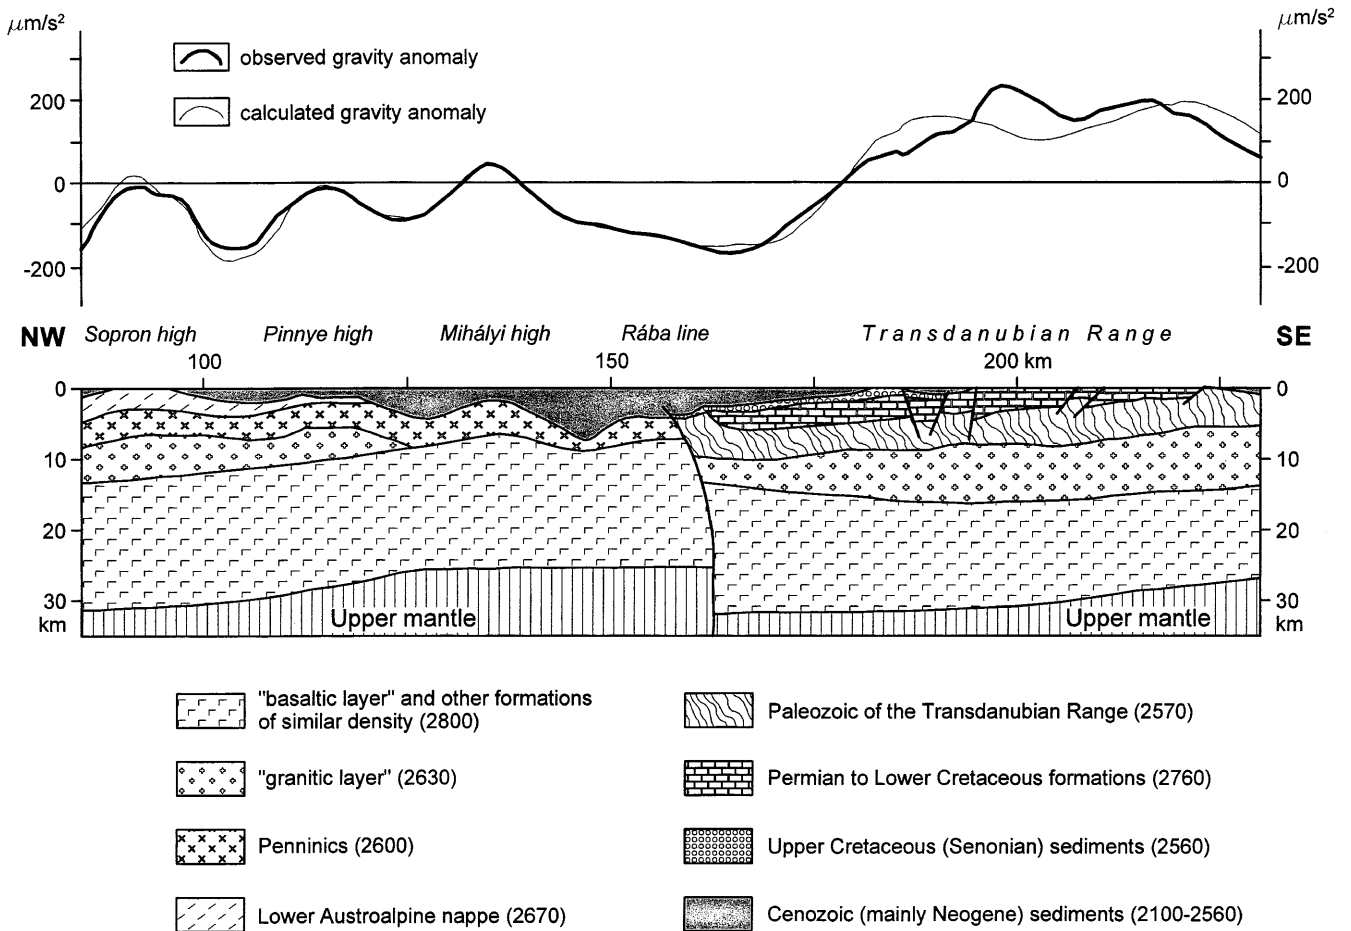 μm/s² μm/s²
observed gravity anomaly
calculated gravity anomaly
200 200
0 0
-200 -200
NW Sopron high Pinnye high Mihályi high Rába line Transdanubian Range SE
100 150 200 km
0 0
10 10
20 20
30 30
km km
Upper mantle Upper mantle
"basaltic layer" and other formations
of similar density (2800)
Paleozoic of the Transdanubian Range (2570)
"granitic layer" (2630)
Permian to Lower Cretaceous formations (2760)
Penninics (2600)
Upper Cretaceous (Senonian) sediments (2560)
Lower Austroalpine nappe (2670)
Cenozoic (mainly Neogene) sediments (2100-2560)